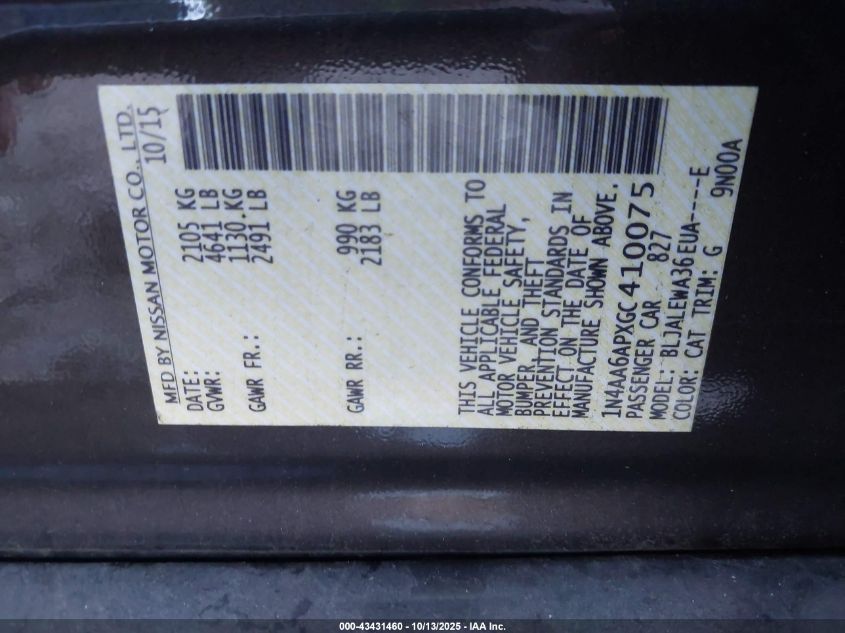 MFD BY NISSAN MOTOR CO., LTD.
DATE: 10/15
GVWR: 2105 KG
4641 LB
GAWR FR.: 1130.KG
2491 LB
GAWR RR.: 990 KG
2183 LB
THIS VEHICLE CONFORMS TO
ALL APPLICABLE FEDERAL
MOTOR VEHICLE SAFETY,
BUMPER, AND THEFT
PREVENTION STANDARDS IN
EFFECT ON THE DATE OF
MANUFACTURE SHOWN ABOVE.
1N4AA6APXGC410075
PASSENGER CAR 827
MODEL: BLJALEWA36EUA-----E
COLOR: CAT TRIM: G 9N00A
000-43431460 - 10/13/2025 - IAA Inc.